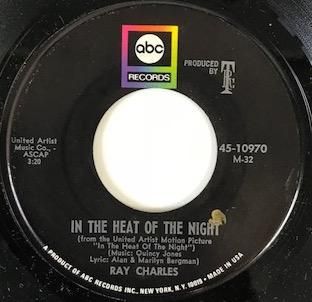 abc
RECORDS
PRODUCED
BY
TRC
United Artist
Music Co., -
ASCAP
3:20
45-10970
M-32
IN THE HEAT OF THE NIGHT
(from the United Artist Motion Picture
"In The Heat Of The Night")
(Music: Quincy Jones
Lyric: Alan & Marilyn Bergman)
RAY CHARLES
A PRODUCT OF ABC RECORDS INC. NEW YORK, N.Y. 10019 • MADE IN USA